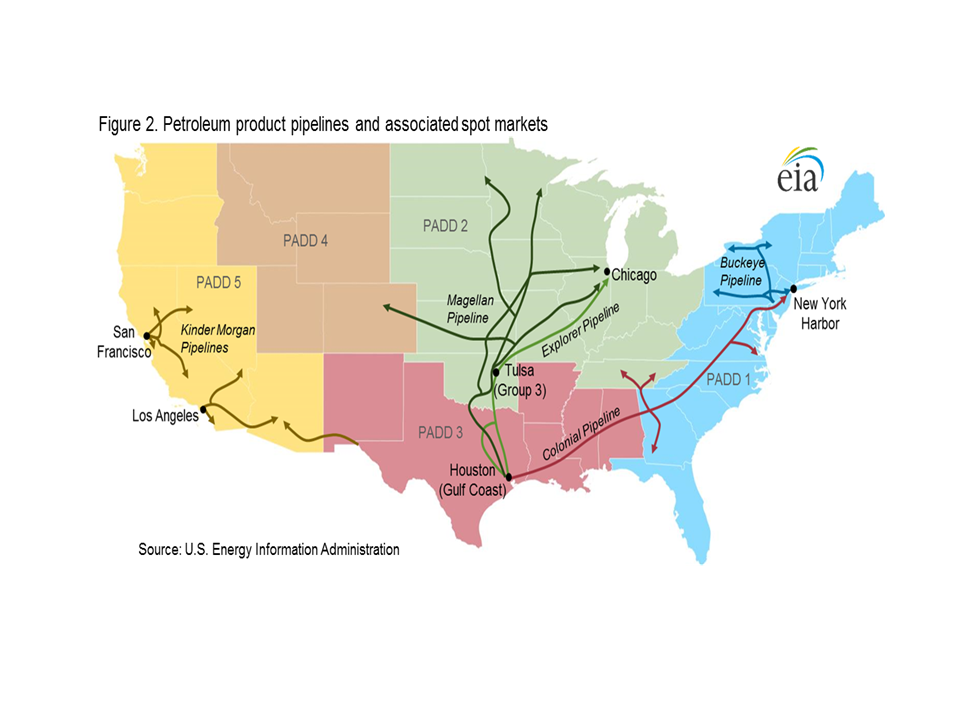 Figure 2. Petroleum product pipelines and associated spot markets
eia
PADD 2
PADD 4
PADD 5
Buckeye
Pipeline
Chicago
Magellan
Pipeline
New York
Harbor
San
Francisco
Kinder Morgan
Pipelines
Explorer Pipeline
Tulsa
(Group 3)
PADD 1
Los Angeles
PADD 3
Colonial Pipeline
Houston
(Gulf Coast)
Source: U.S. Energy Information Administration